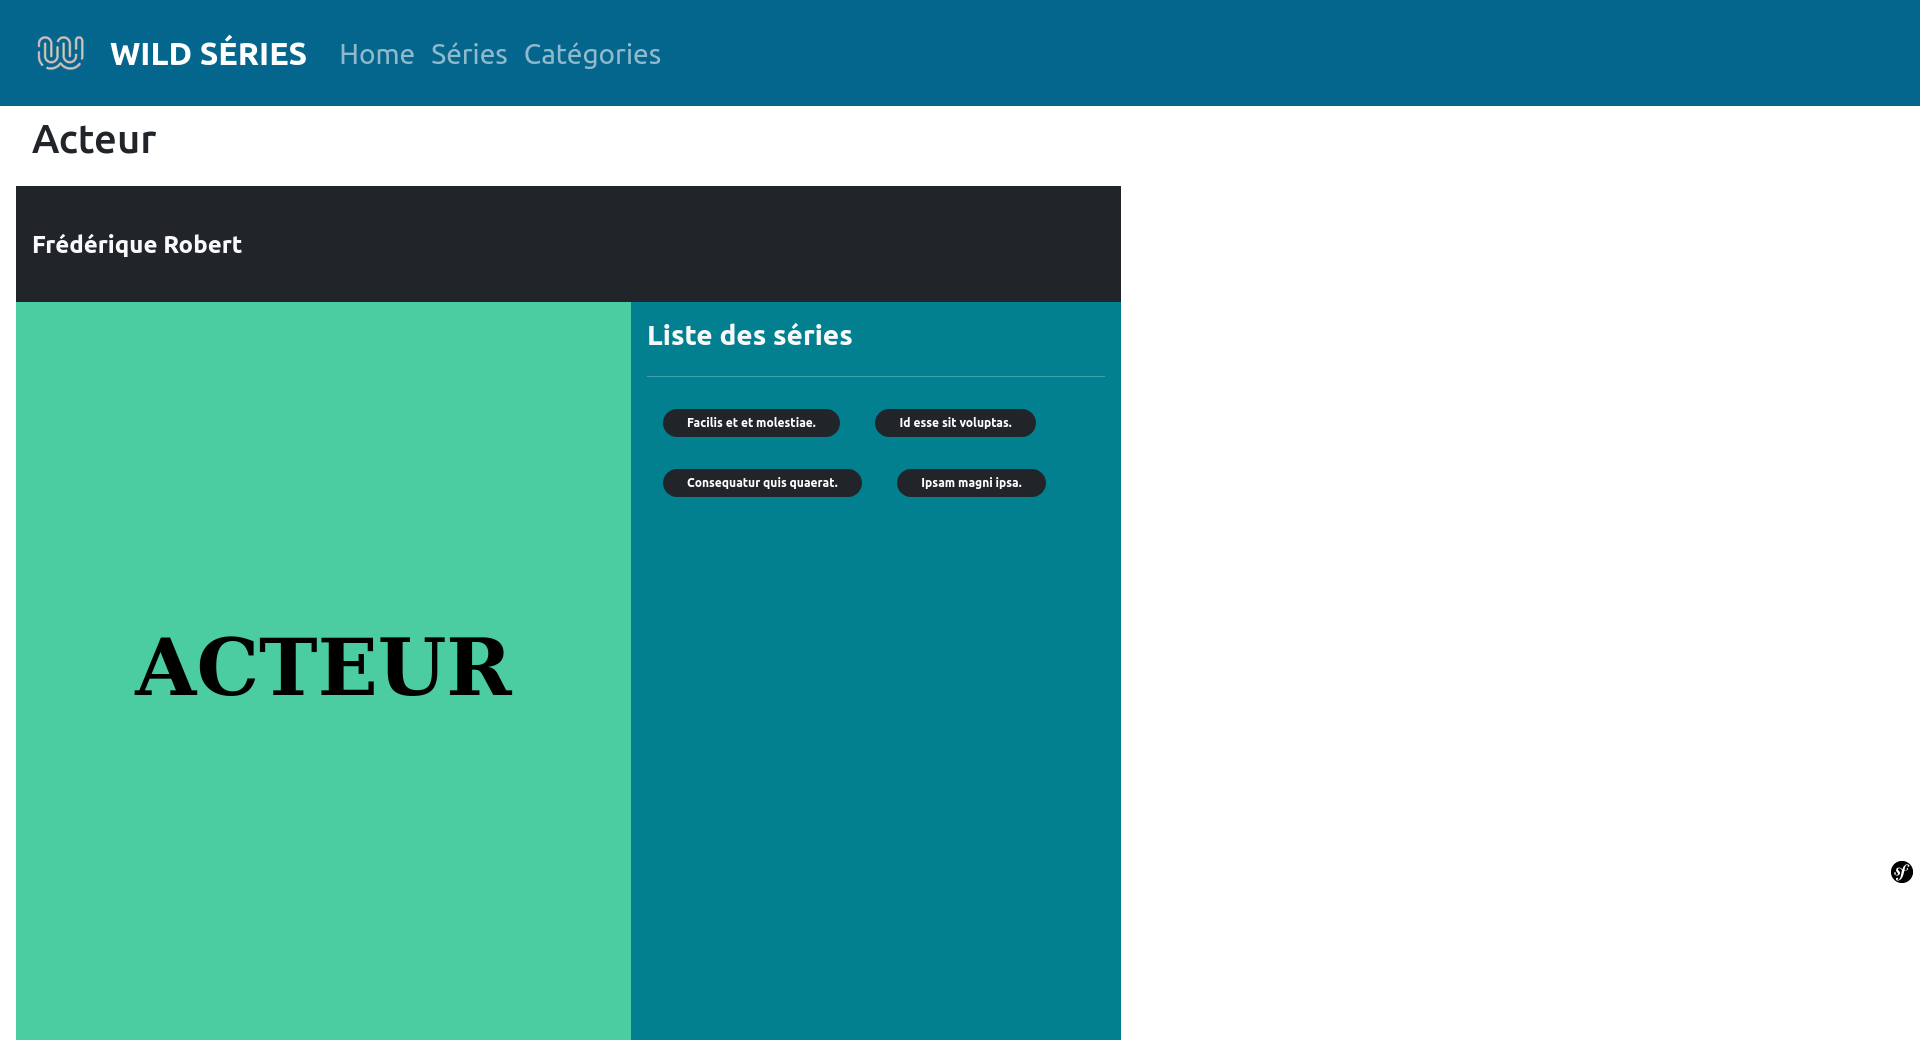 WILD SÉRIES Home Séries Catégories
Acteur
Frédérique Robert
ACTEUR
Liste des séries
Facilis et et molestiae. Id esse sit voluptas.
Consequatur quis quaerat. Ipsam magni ipsa.
sf